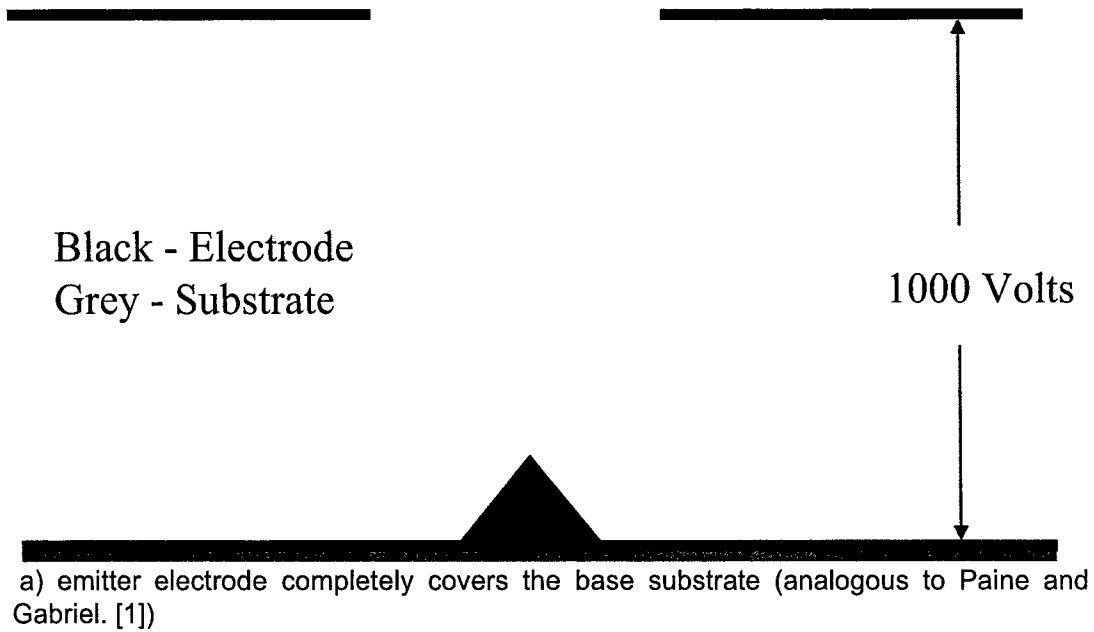 Black - Electrode
Grey - Substrate
1000 Volts
a) emitter electrode completely covers the base substrate (analogous to Paine and
Gabriel. [1])